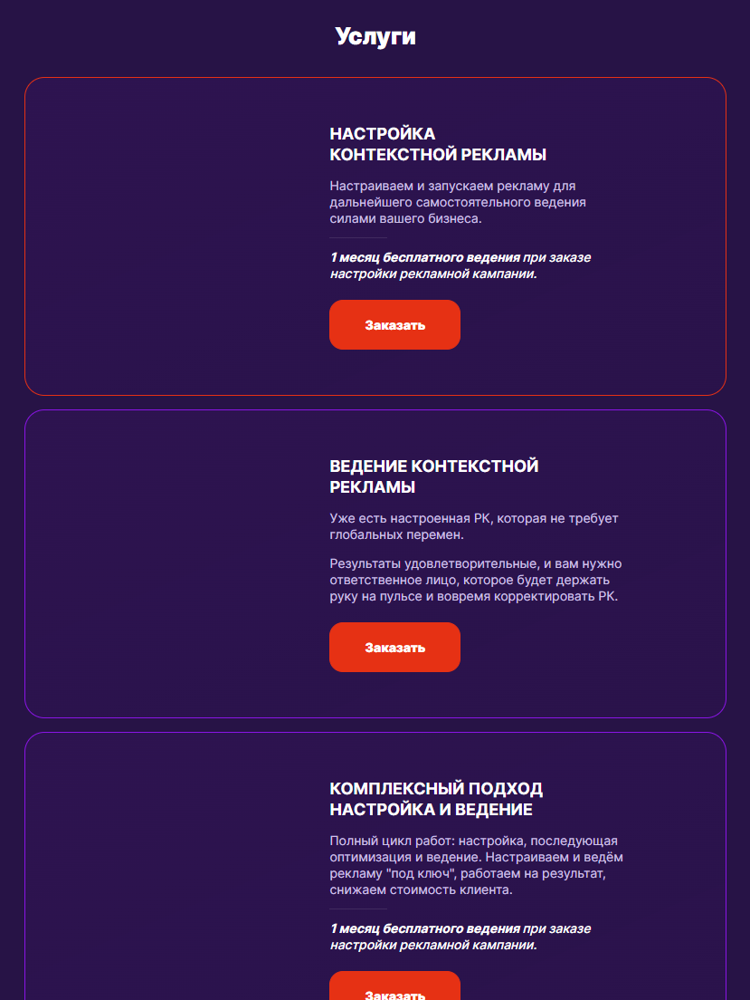 Услуги
НАСТРОЙКА
КОНТЕКСТНОЙ РЕКЛАМЫ
Настраиваем и запускаем рекламу для
дальнейшего самостоятельного ведения
силами вашего бизнеса.
1 месяц бесплатного ведения при заказе
настройки рекламной кампании.
Заказать
ВЕДЕНИЕ КОНТЕКСТНОЙ
РЕКЛАМЫ
Уже есть настроенная РК, которая не требует
глобальных перемен.
Результаты удовлетворительные, и вам нужно
ответственное лицо, которое будет держать
руку на пульсе и вовремя корректировать РК.
Заказать
КОМПЛЕКСНЫЙ ПОДХОД
НАСТРОЙКА И ВЕДЕНИЕ
Полный цикл работ: настройка, последующая
оптимизация и ведение. Настраиваем и ведём
рекламу "под ключ", работаем на результат,
снижаем стоимость клиента.
1 месяц бесплатного ведения при заказе
настройки рекламной кампании.
Заказать